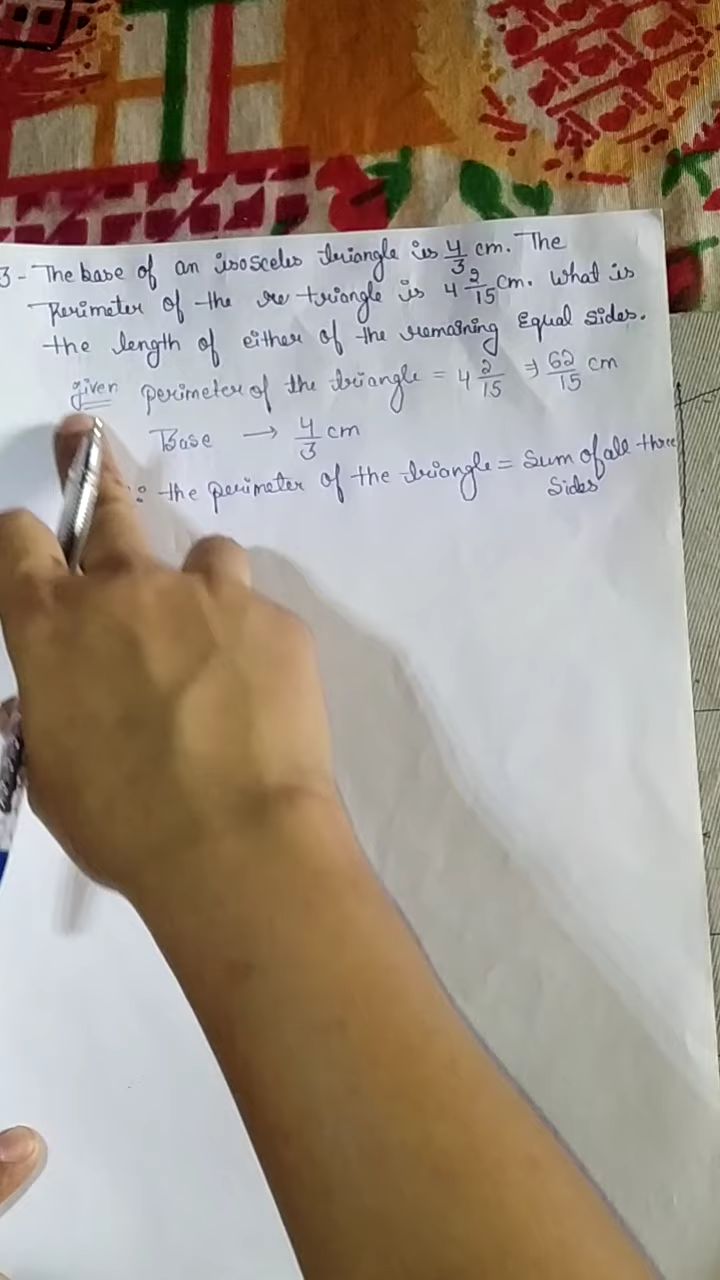 3- The base of an isosceles triangle is 4/3 cm. The
Perimeter of the re triangle is 4 2/15 cm. what is
the length of either of the remaining Equal sides.
given perimeter of the triangle = 4 2/15 ⇒ 62/15 cm
Base → 4/3 cm
∵ the perimeter of the triangle = Sum of all three
Sides